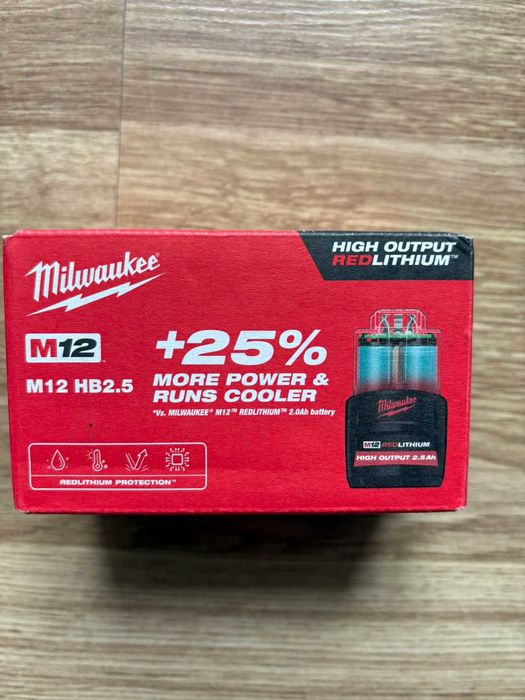 Milwaukee
HIGH OUTPUT
REDLITHIUM™
M12™
M12 HB2.5
+25%
MORE POWER &
RUNS COOLER
*Vs. MILWAUKEE® M12™ REDLITHIUM™ 2.0Ah battery
REDLITHIUM PROTECTION™
Milwaukee
M12 REDLITHIUM
HIGH OUTPUT 2.5Ah